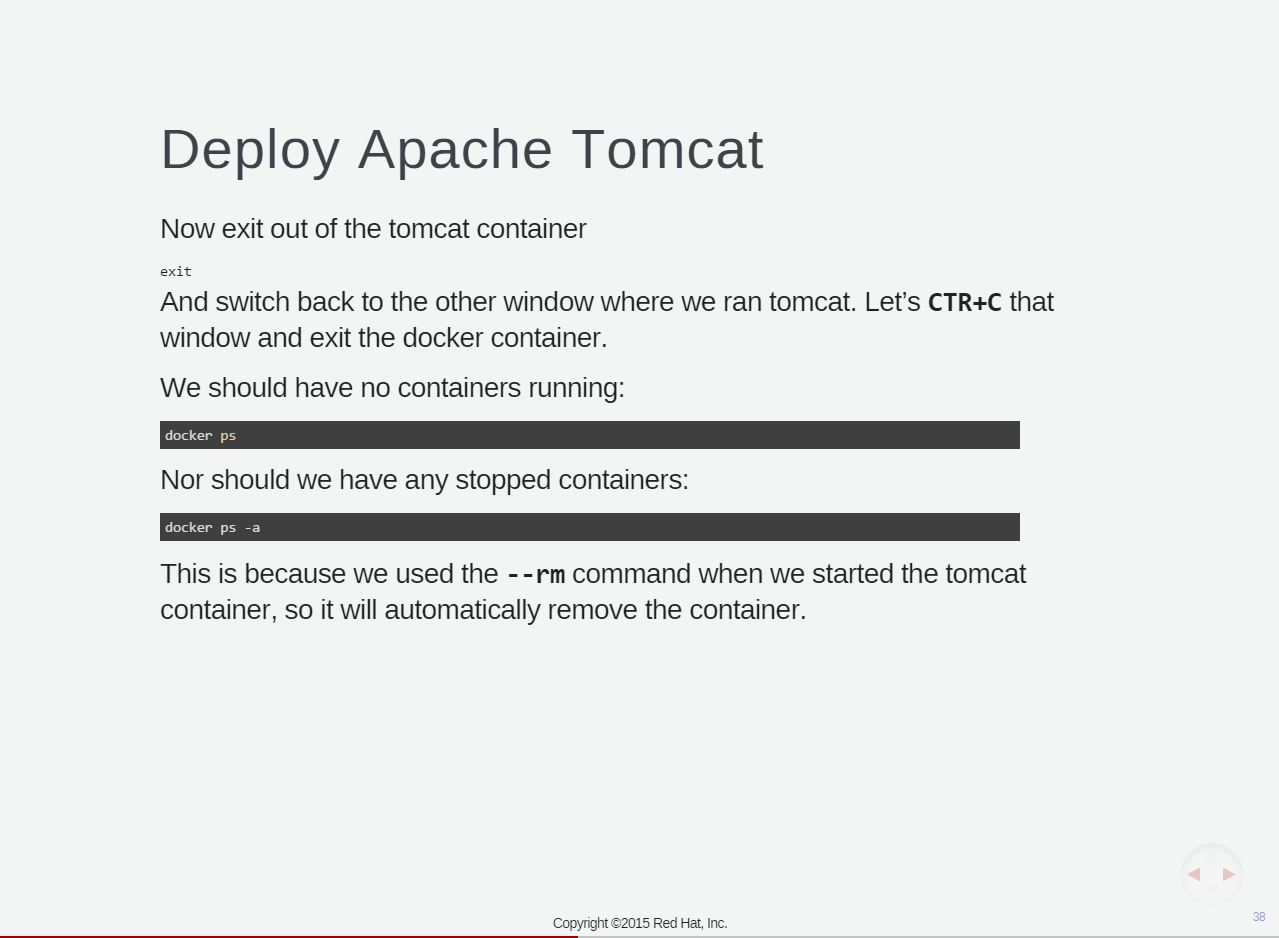 Deploy Apache Tomcat
Now exit out of the tomcat container
exit
And switch back to the other window where we ran tomcat. Let’s CTR+C that
window and exit the docker container.
We should have no containers running:
docker ps
Nor should we have any stopped containers:
docker ps -a
This is because we used the --rm command when we started the tomcat
container, so it will automatically remove the container.
Copyright ©2015 Red Hat, Inc.
38